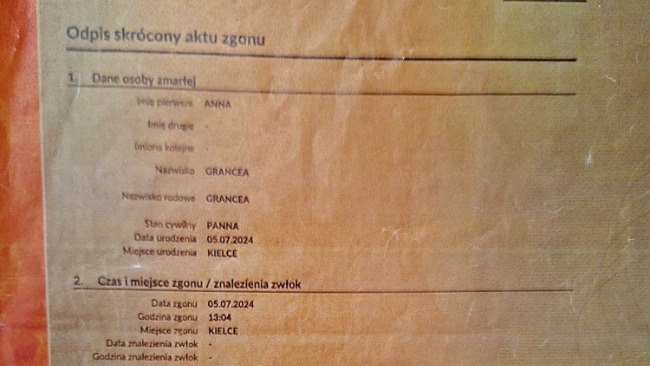 Odpis skrócony aktu zgonu
1. Dane osoby zmarłej
Imię pierwsze ANNA
Imię drugie -
Imiona kolejne -
Nazwisko GRANCEA
Nazwisko rodowe GRANCEA
Stan cywilny PANNA
Data urodzenia 05.07.2024
Miejsce urodzenia KIELCE
2. Czas i miejsce zgonu / znalezienia zwłok
Data zgonu 05.07.2024
Godzina zgonu 13:04
Miejsce zgonu KIELCE
Data znalezienia zwłok -
Godzina znalezienia zwłok -